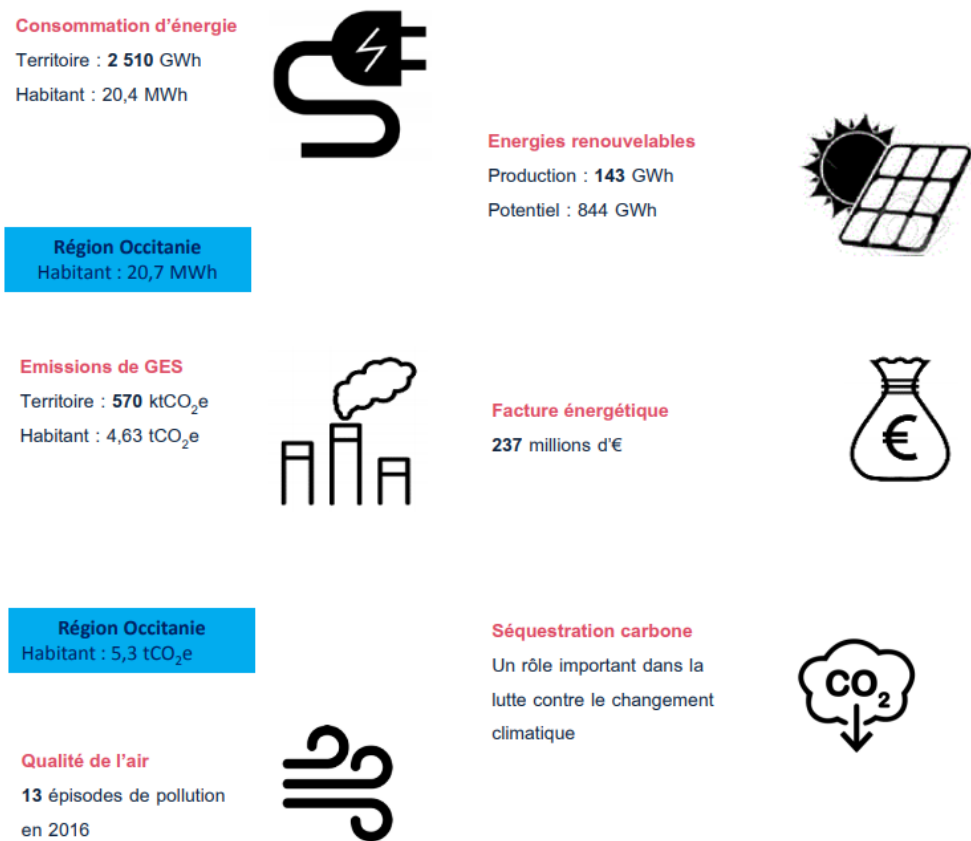 Consommation d'énergie
Territoire : 2 510 GWh
Habitant : 20,4 MWh
Région Occitanie
Habitant : 20,7 MWh
Emissions de GES
Territoire : 570 ktCO₂e
Habitant : 4,63 tCO₂e
Région Occitanie
Habitant : 5,3 tCO₂e
Qualité de l'air
13 épisodes de pollution
en 2016
Energies renouvelables
Production : 143 GWh
Potentiel : 844 GWh
Facture énergétique
237 millions d'€
€
Séquestration carbone
Un rôle important dans la
lutte contre le changement
climatique
CO₂